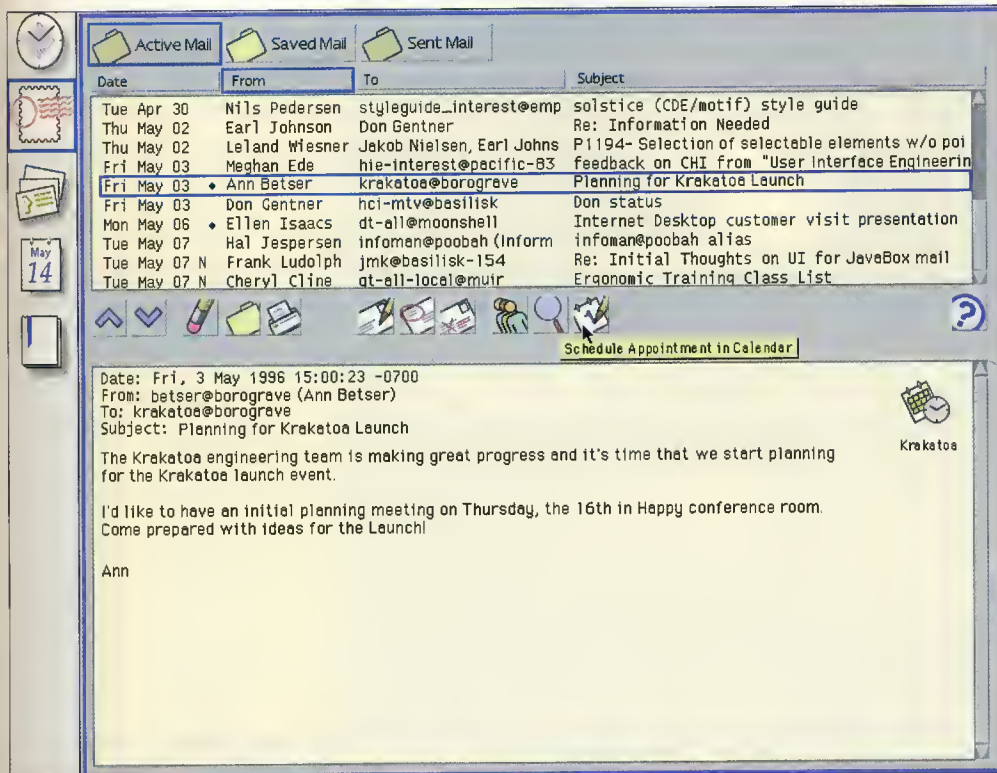 Active Mail Saved Mail Sent Mail
Date From To Subject
Tue Apr 30 Nils Pedersen styleguide_interest@emp solstice (CDE/motif) style guide
Thu May 02 Earl Johnson Don Gentner Re: Information Needed
Thu May 02 Leland Wiesner Jakob Nielsen, Earl Johns P1194- Selection of selectable elements w/o poi
Fri May 03 Meghan Ede hie-interest@pacific-83 feedback on CHI from "User Interface Engineerin
Fri May 03 ♦ Ann Betser krakatoa@borograve Planning for Krakatoa Launch
Fri May 03 Don Gentner hci-mtv@basilisk Don status
Mon May 06 ♦ Ellen Isaacs dt-all@moonshell Internet Desktop customer visit presentation
Tue May 07 Hal Jespersen infoman@poobah (Inform infoman@poobah alias
Tue May 07 N Frank Ludolph jmk@basilisk-154 Re: Initial Thoughts on UI for JavaBox mail
Tue May 07 N Cheryl Cline gt-all-local@muir Ergonomic Training Class List
May
14
?
Schedule Appointment in Calendar
Date: Fri, 3 May 1996 15:00:23 -0700
From: betser@borograve (Ann Betser)
To: krakatoa@borograve
Subject: Planning for Krakatoa Launch
Krakatoa
The Krakatoa engineering team is making great progress and it's time that we start planning
for the Krakatoa launch event.
I'd like to have an initial planning meeting on Thursday, the 16th in Happy conference room.
Come prepared with ideas for the Launch!
Ann